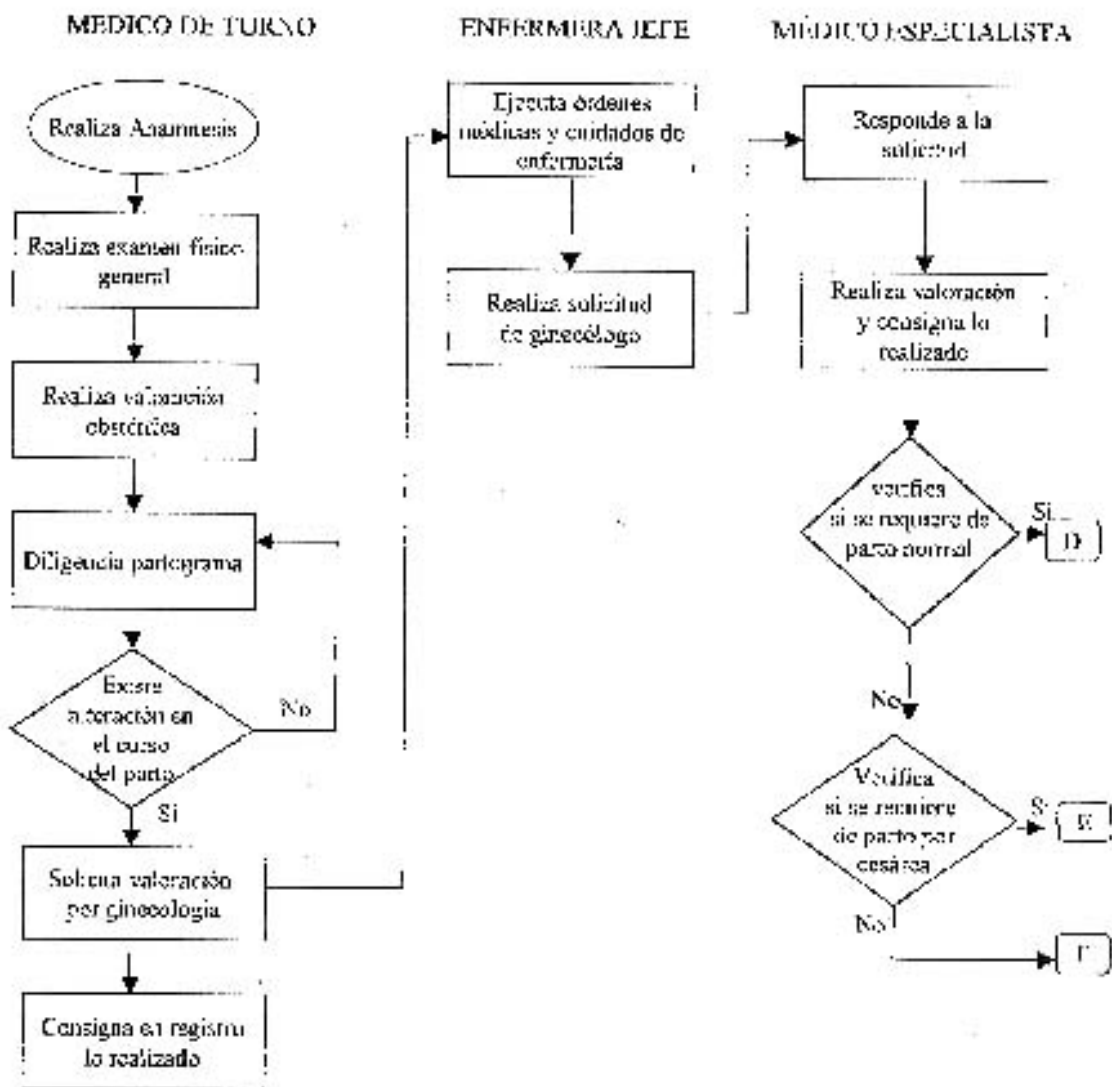 MEDICO DE TURNO
Realiza Anamnesis
Realiza examen físico
general
Realiza valoración
obstétrica
Diligencia partograma
Existe
alteración en
el curso
del parto
No
Si
Solicita valoración
por ginecología
Consigna en registro
lo realizado
ENFERMERA JEFE
Ejecuta órdenes
médicas y cuidados de
enfermería
Realiza solicitud
de ginecólogo
MÉDICO ESPECIALISTA
Responde a la
solicitud
Realiza valoración
y consigna lo
realizado
verifica
si se requiere de
parto normal
Si
D
No
Verifica
si se requiere
de parto por
cesárea
Si
E
No